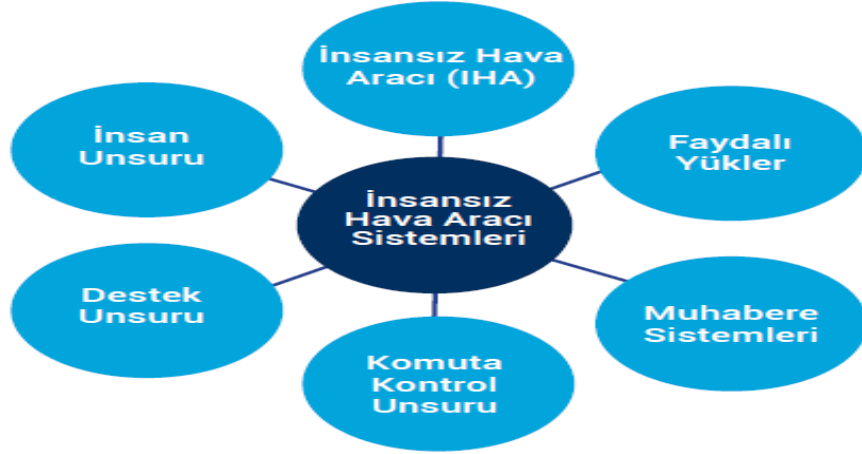 İnsansız Hava
Aracı (IHA)
İnsan
Unsuru
Faydalı
Yükler
İnsansız
Hava Aracı
Sistemleri
Destek
Unsuru
Muhabere
Sistemleri
Komuta
Kontrol
Unsuru